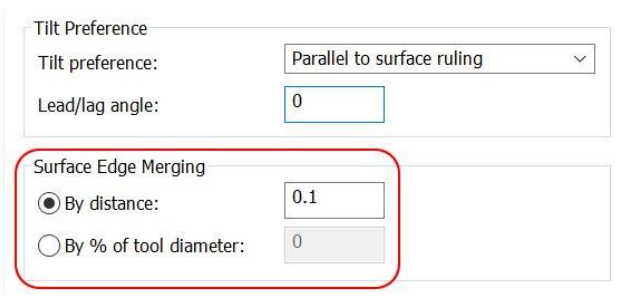 Tilt Preference
Tilt preference: Parallel to surface ruling
Lead/lag angle: 0
Surface Edge Merging
By distance: 0.1
By % of tool diameter: 0